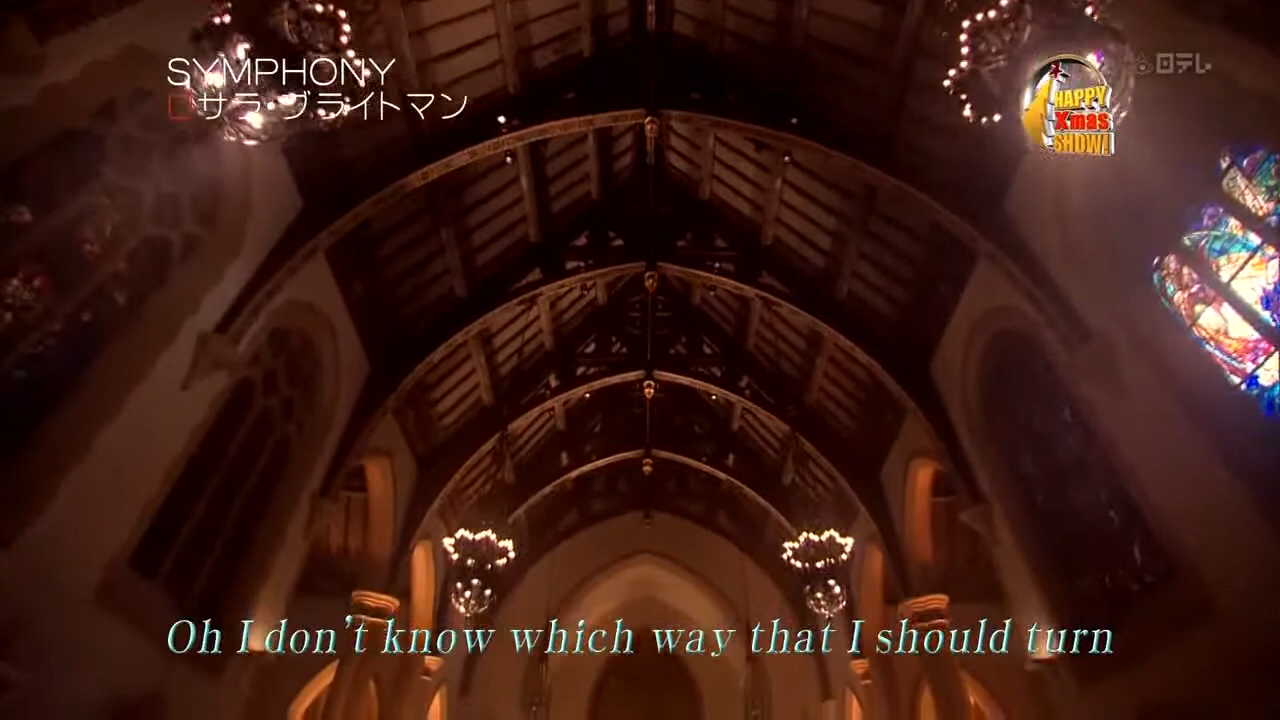 SYMPHONY
サラ・ブライトマン
日テレ
HAPPY
Xmas
SHOW!
Oh I don't know which way that I should turn